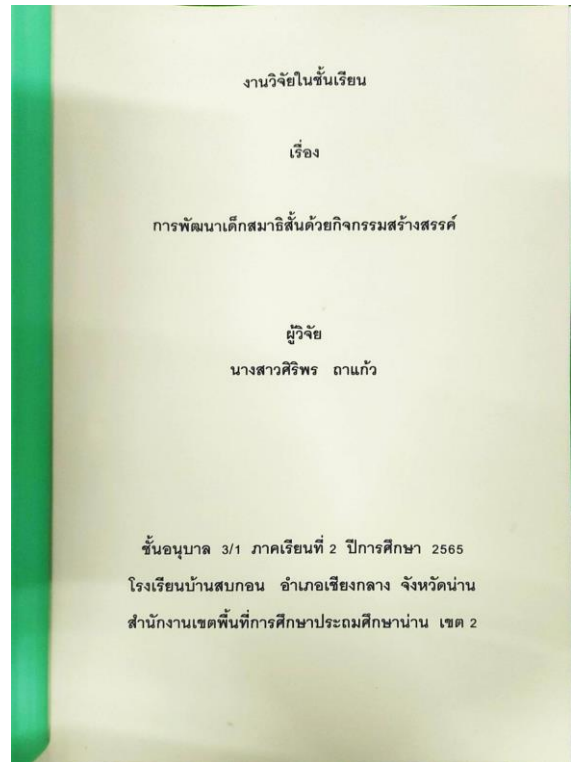 งานวิจัยในชั้นเรียน
เรื่อง
การพัฒนาเด็กสมาธิสั้นด้วยกิจกรรมสร้างสรรค์
ผู้วิจัย
นางสาวศิริพร ถาแก้ว
ชั้นอนุบาล 3/1 ภาคเรียนที่ 2 ปีการศึกษา 2565
โรงเรียนบ้านสบกอน อำเภอเชียงกลาง จังหวัดน่าน
สำนักงานเขตพื้นที่การศึกษาประถมศึกษาน่าน เขต 2